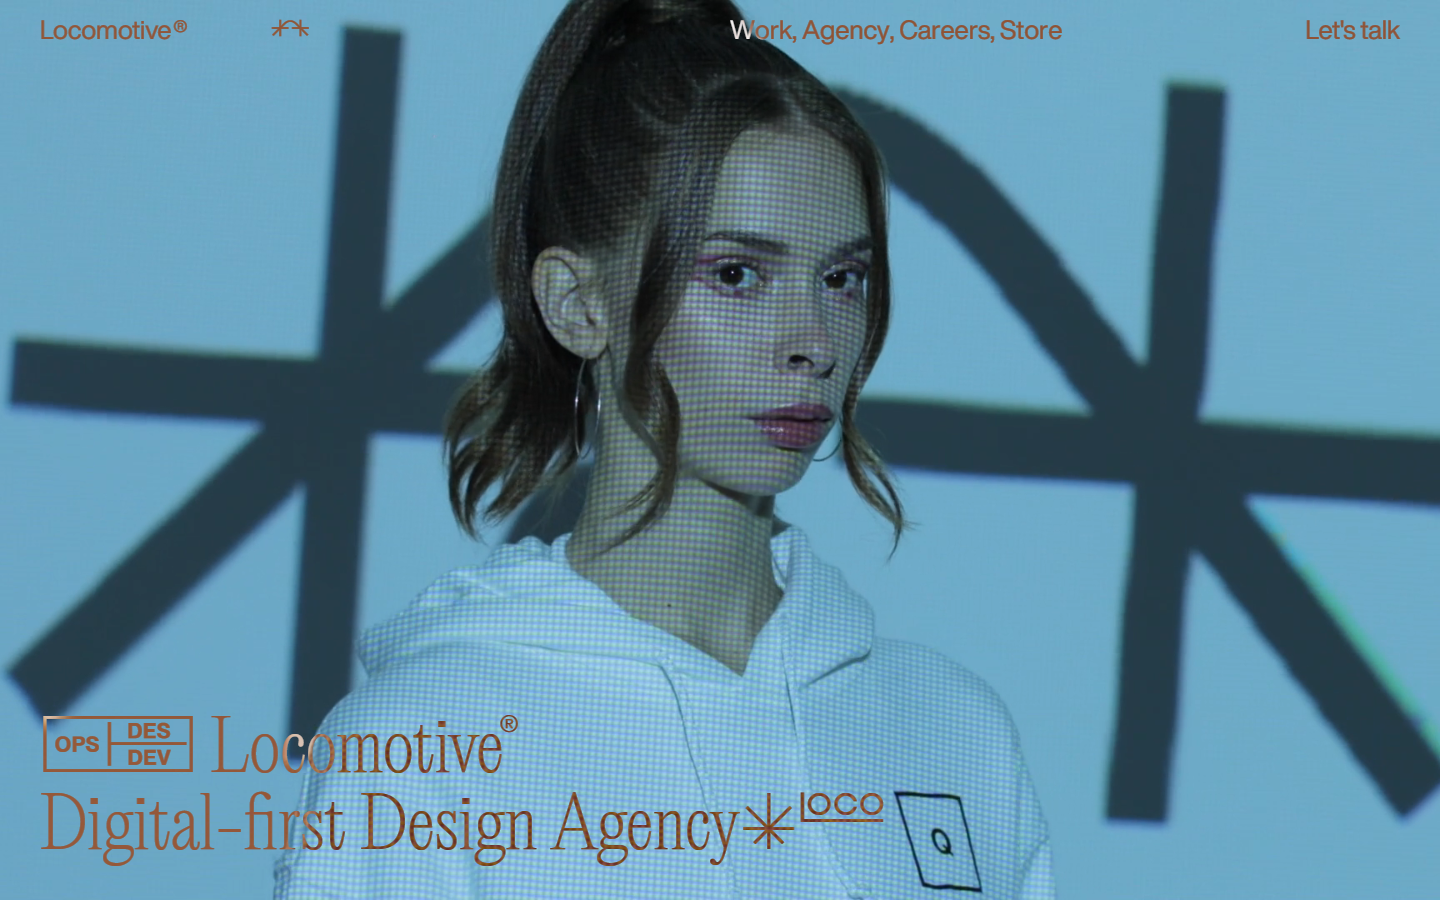 Locomotive®
Work, Agency, Careers, Store
Let's talk
OPS DES DEV
Locomotive®
Digital-first Design Agency
LOCO
Q